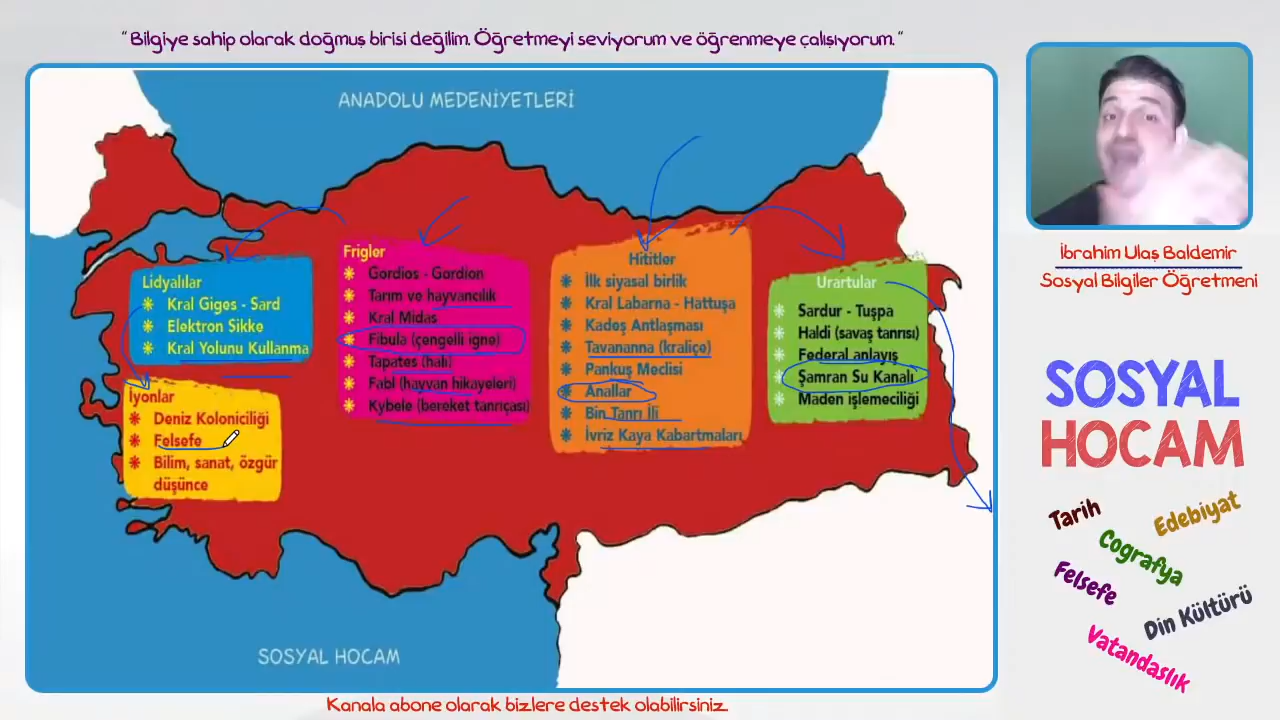 “ Bilgiye sahip olarak doğmuş birisi değilim. Öğretmeyi seviyorum ve öğrenmeye çalışıyorum. ”
ANADOLU MEDENİYETLERİ
Lidyalılar
Kral Giges - Sard
Elektron Sikke
Kral Yolunu Kullanma
İyonlar
Deniz Koloniciliği
Felsefe
Bilim, sanat, özgür
düşünce
Frigler
Gordios - Gordion
Tarım ve hayvancılık
Kral Midas
Fibula (çengelli iğne)
Tapates (halı)
Fabl (hayvan hikayeleri)
Kybele (bereket tanrıçası)
Hititler
İlk siyasal birlik
Kral Labarna - Hattuşa
Kadeş Antlaşması
Tavananna (kraliçe)
Pankuş Meclisi
Anallar
Bin Tanrı İli
İvriz Kaya Kabartmaları
Urartular
Sardur - Tuşpa
Haldi (savaş tanrısı)
Federal anlayış
Şamran Su Kanalı
Maden işlemeciliği
SOSYAL HOCAM
Kanala abone olarak bizlere destek olabilirsiniz.
İbrahim Ulaş Baldemir
Sosyal Bilgiler Öğretmeni
SOSYAL
HOCAM
Tarih
Edebiyat
Coğrafya
Felsefe
Din Kültürü
Vatandaşlık